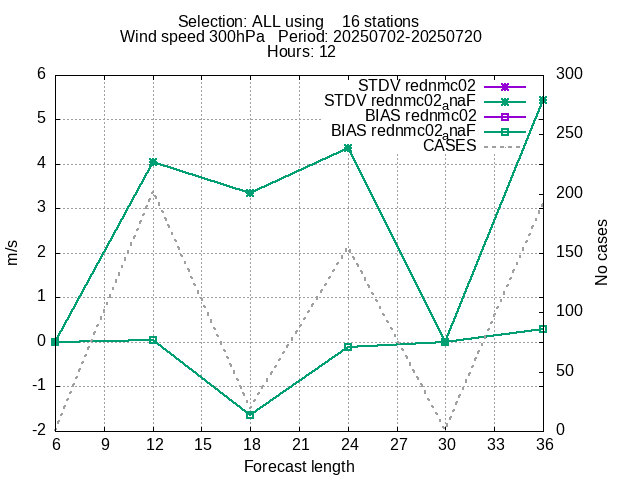 Selection: ALL using    16 stations
Wind speed 300hPa   Period: 20250702-20250720
Hours: 12
STDV rednmc02
STDV rednmc02anaF
BIAS rednmc02
BIAS rednmc02anaF
CASES
6
5
4
3
2
1
0
-1
-2
m/s
300
250
200
150
100
50
0
No cases
6 9 12 15 18 21 24 27 30 33 36
Forecast length